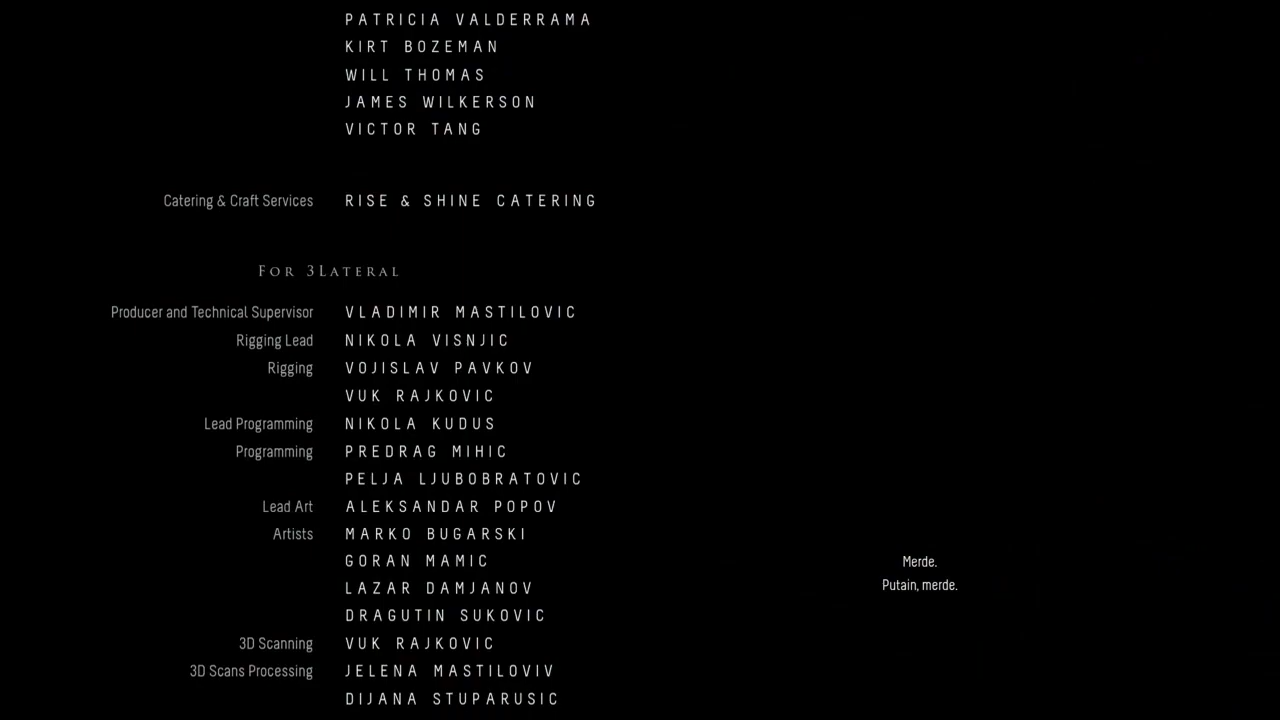 PATRICIA VALDERRAMA
KIRT BOZEMAN
WILL THOMAS
JAMES WILKERSON
VICTOR TANG
Catering & Craft Services RISE & SHINE CATERING
FOR 3LATERAL
Producer and Technical Supervisor VLADIMIR MASTILOVIC
Rigging Lead NIKOLA VISNJIC
Rigging VOJISLAV PAVKOV
VUK RAJKOVIC
Lead Programming NIKOLA KUDUS
Programming PREDRAG MIHIC
PELJA LJUBOBRATOVIC
Lead Art ALEKSANDAR POPOV
Artists MARKO BUGARSKI
GORAN MAMIC
LAZAR DAMJANOV
DRAGUTIN SUKOVIC
3D Scanning VUK RAJKOVIC
3D Scans Processing JELENA MASTILOVIV
DIJANA STUPARUSIC
Merde.
Putain, merde.